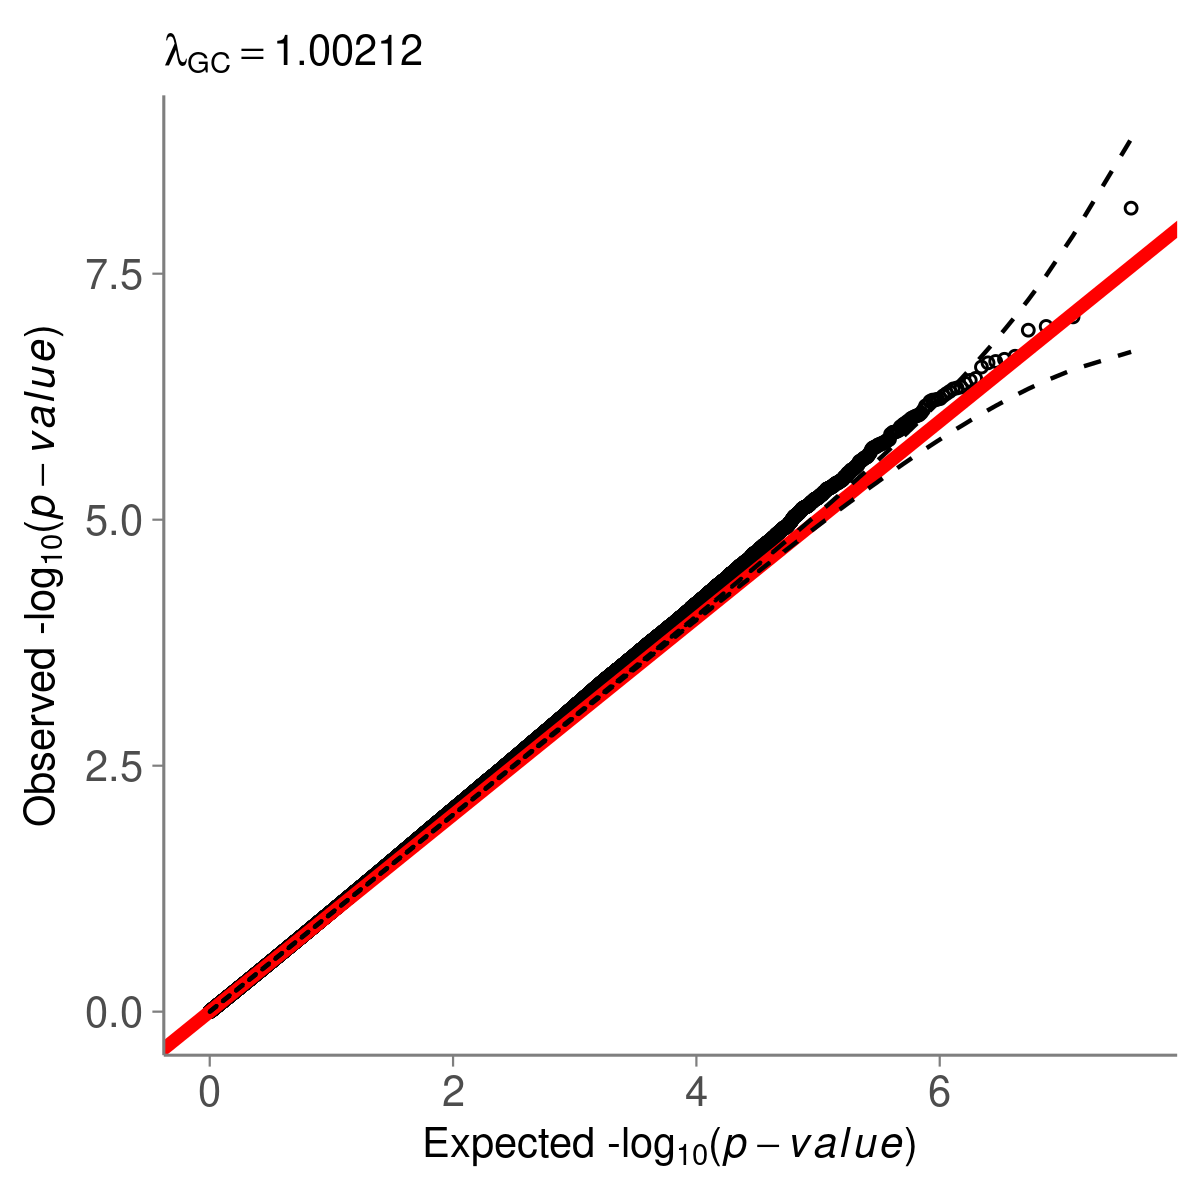 λGC = 1.00212
Observed -log10(p − value)
7.5
5.0
2.5
0.0
0 2 4 6
Expected -log10(p − value)